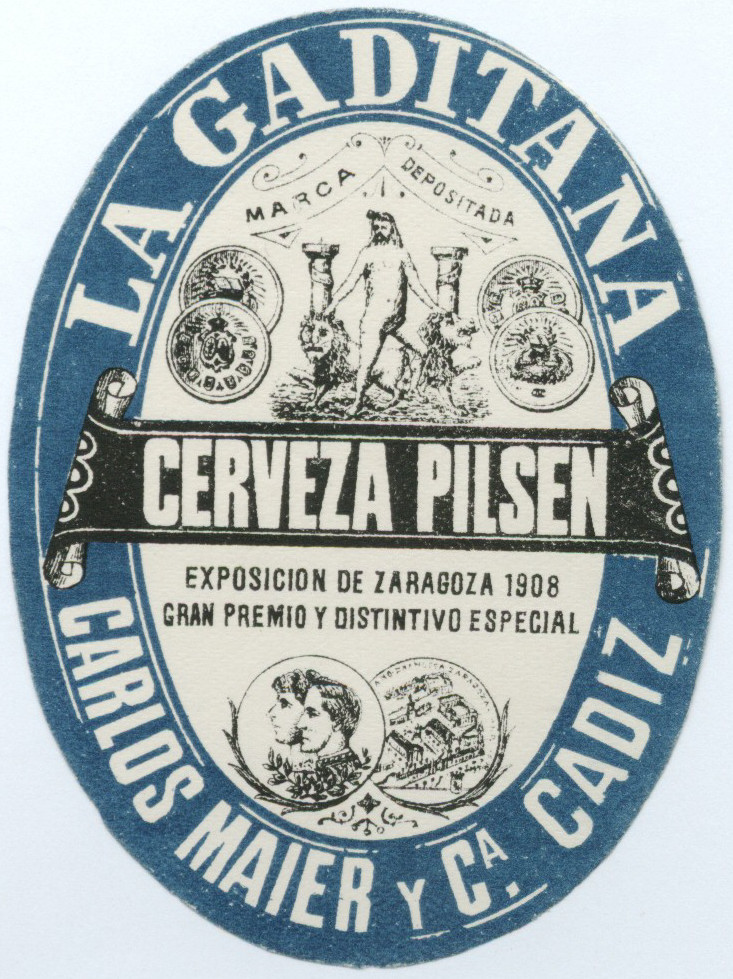 LA GADITANA
MARCA DEPOSITADA
CERVEZA PILSEN
EXPOSICION DE ZARAGOZA 1908
GRAN PREMIO Y DISTINTIVO ESPECIAL
CARLOS MAIER Y Cª. CADIZ